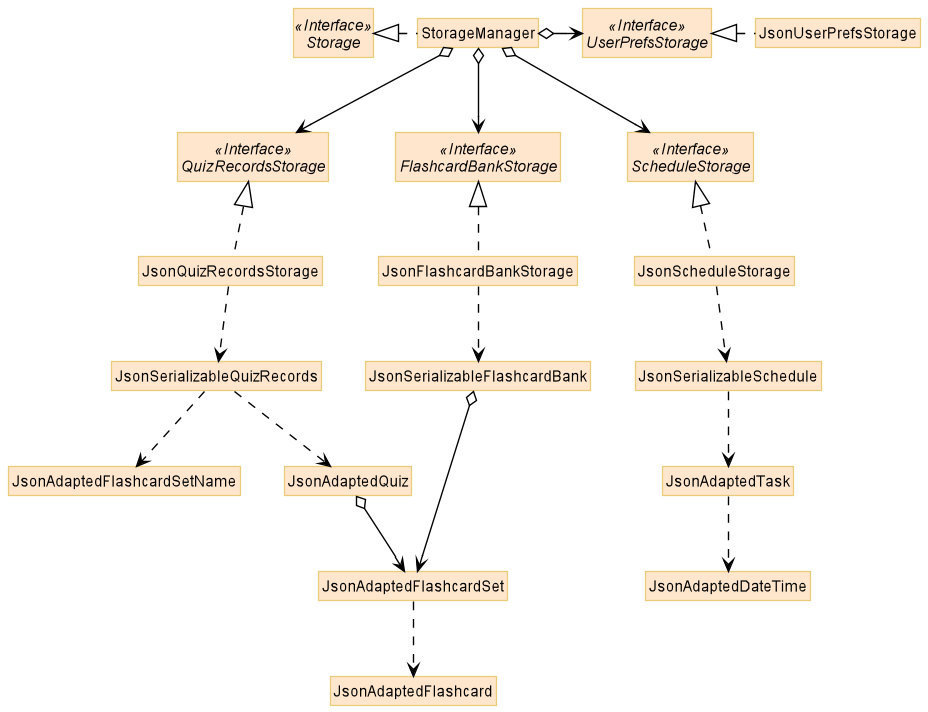 «Interface»
Storage
StorageManager
«Interface»
UserPrefsStorage
JsonUserPrefsStorage
«Interface»
QuizRecordsStorage
«Interface»
FlashcardBankStorage
«Interface»
ScheduleStorage
JsonQuizRecordsStorage
JsonFlashcardBankStorage
JsonScheduleStorage
JsonSerializableQuizRecords
JsonSerializableFlashcardBank
JsonSerializableSchedule
JsonAdaptedFlashcardSetName
JsonAdaptedQuiz
JsonAdaptedTask
JsonAdaptedFlashcardSet
JsonAdaptedDateTime
JsonAdaptedFlashcard